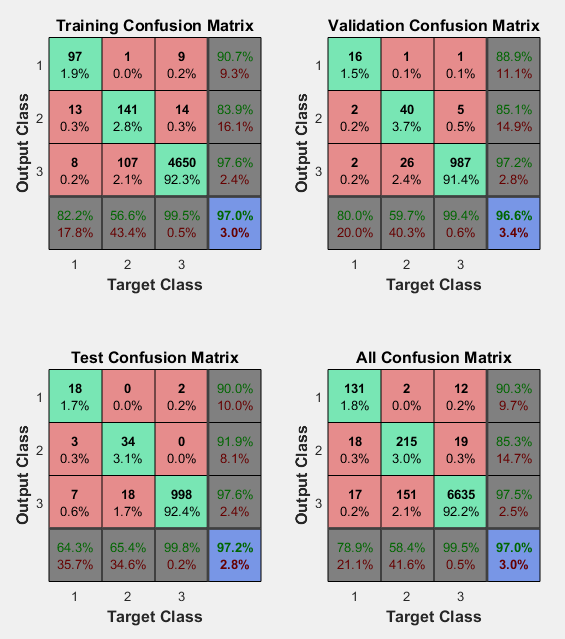 Training Confusion Matrix
97 1 9 90.7%
1
1.9% 0.0% 0.2% 9.3%
13 141 14 83.9%
2
0.3% 2.8% 0.3% 16.1%
8 107 4650 97.6%
3
0.2% 2.1% 92.3% 2.4%
82.2% 56.6% 99.5% 97.0%
17.8% 43.4% 0.5% 3.0%
Output Class
1 2 3
Target Class
Validation Confusion Matrix
16 1 1 88.9%
1
1.5% 0.1% 0.1% 11.1%
2 40 5 85.1%
2
0.2% 3.7% 0.5% 14.9%
2 26 987 97.2%
3
0.2% 2.4% 91.4% 2.8%
80.0% 59.7% 99.4% 96.6%
20.0% 40.3% 0.6% 3.4%
Output Class
1 2 3
Target Class
Test Confusion Matrix
18 0 2 90.0%
1
1.7% 0.0% 0.2% 10.0%
3 34 0 91.9%
2
0.3% 3.1% 0.0% 8.1%
7 18 998 97.6%
3
0.6% 1.7% 92.4% 2.4%
64.3% 65.4% 99.8% 97.2%
35.7% 34.6% 0.2% 2.8%
Output Class
1 2 3
Target Class
All Confusion Matrix
131 2 12 90.3%
1
1.8% 0.0% 0.2% 9.7%
18 215 19 85.3%
2
0.3% 3.0% 0.3% 14.7%
17 151 6635 97.5%
3
0.2% 2.1% 92.2% 2.5%
78.9% 58.4% 99.5% 97.0%
21.1% 41.6% 0.5% 3.0%
Output Class
1 2 3
Target Class